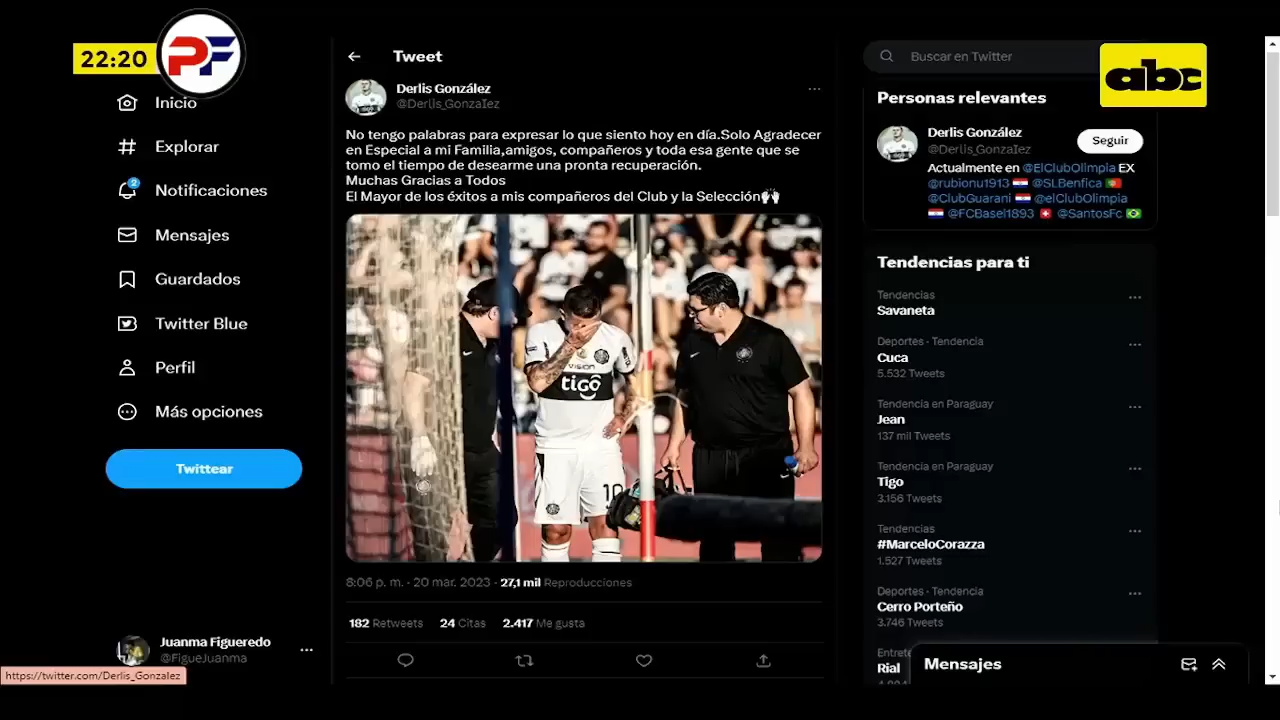 22:20
PF
abc
Inicio
Explorar
2
Notificaciones
Mensajes
Guardados
Twitter Blue
Perfil
Más opciones
Twittear
Juanma Figueredo
@FigueJuanma
https://twitter.com/Derlis_Gonzalez
Tweet
Derlis González
@Derlis_GonzaIez
No tengo palabras para expresar lo que siento hoy en día.Solo Agradecer
en Especial a mi Familia,amigos, compañeros y toda esa gente que se
tomo el tiempo de desearme una pronta recuperación.
Muchas Gracias a Todos
El Mayor de los éxitos a mis compañeros del Club y la Selección🙌
VISION
tigo
10
8:06 p. m. · 20 mar. 2023 · 27,1 mil Reproducciones
182 Retweets 24 Citas 2.417 Me gusta
Buscar en Twitter
Personas relevantes
Derlis González
@Derlis_GonzaIez
Seguir
Actualmente en @ElClubOlimpia EX
@rubionu1913 🇵🇾 @SLBenfica 🇵🇹
@ClubGuarani 🇵🇾 @elClubOlimpia
🇵🇾 @FCBasel1893 🇨🇭 @SantosFc 🇧🇷
Tendencias para ti
Tendencias
Savaneta
Deportes · Tendencia
Cuca
5.532 Tweets
Tendencia en Paraguay
Jean
137 mil Tweets
Tendencia en Paraguay
Tigo
3.156 Tweets
Tendencias
#MarceloCorazza
1.527 Tweets
Deportes · Tendencia
Cerro Porteño
3.746 Tweets
Rial
Mensajes